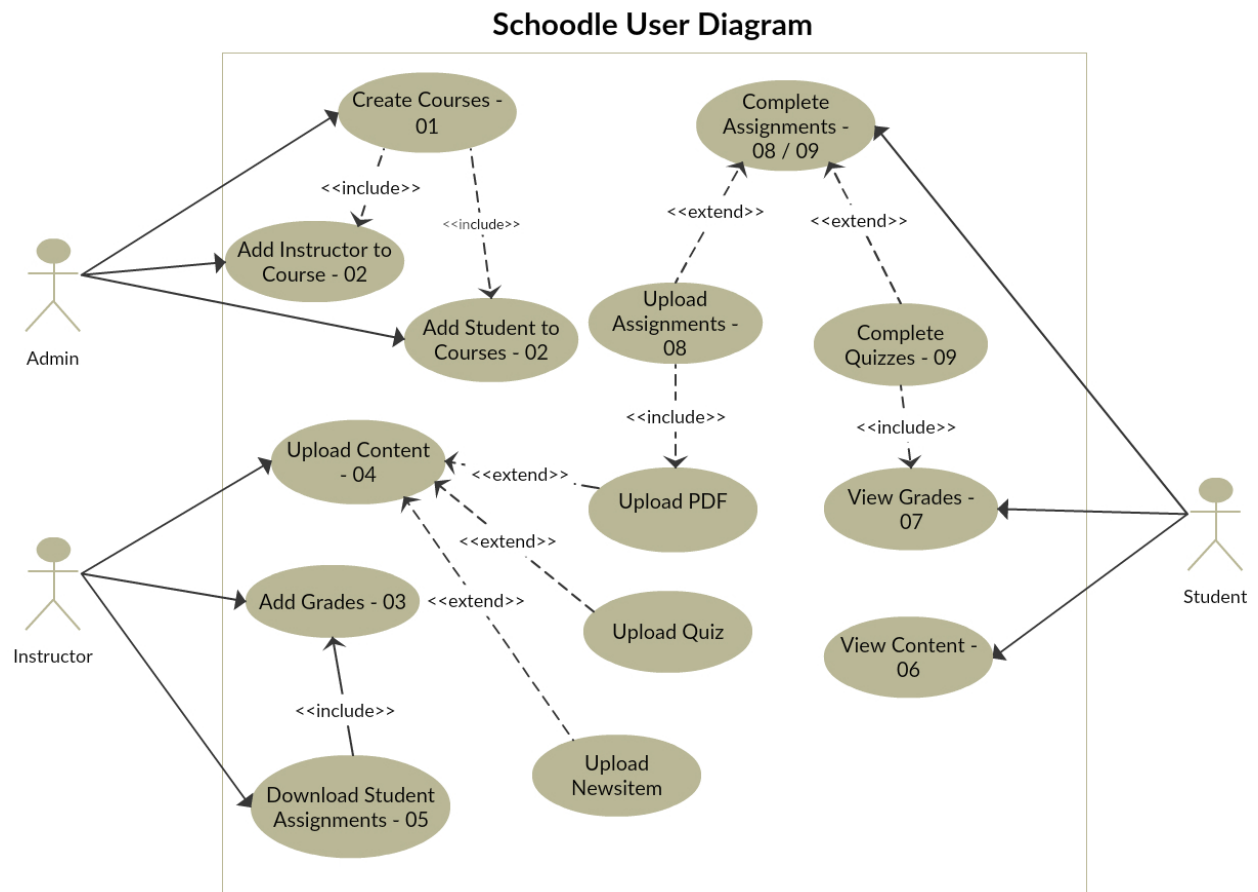 Schoodle User Diagram
Create Courses -
01
Complete
Assignments -
08 / 09
<<include>>
<<include>>
<<extend>>
<<extend>>
Add Instructor to
Course - 02
Admin
Add Student to
Courses - 02
Upload
Assignments -
08
Complete
Quizzes - 09
<<include>>
<<include>>
Upload Content
- 04
<<extend>>
Upload PDF
View Grades -
07
<<extend>>
Instructor
Add Grades - 03
<<extend>>
Upload Quiz
Student
View Content -
06
<<include>>
Upload
Newsitem
Download Student
Assignments - 05